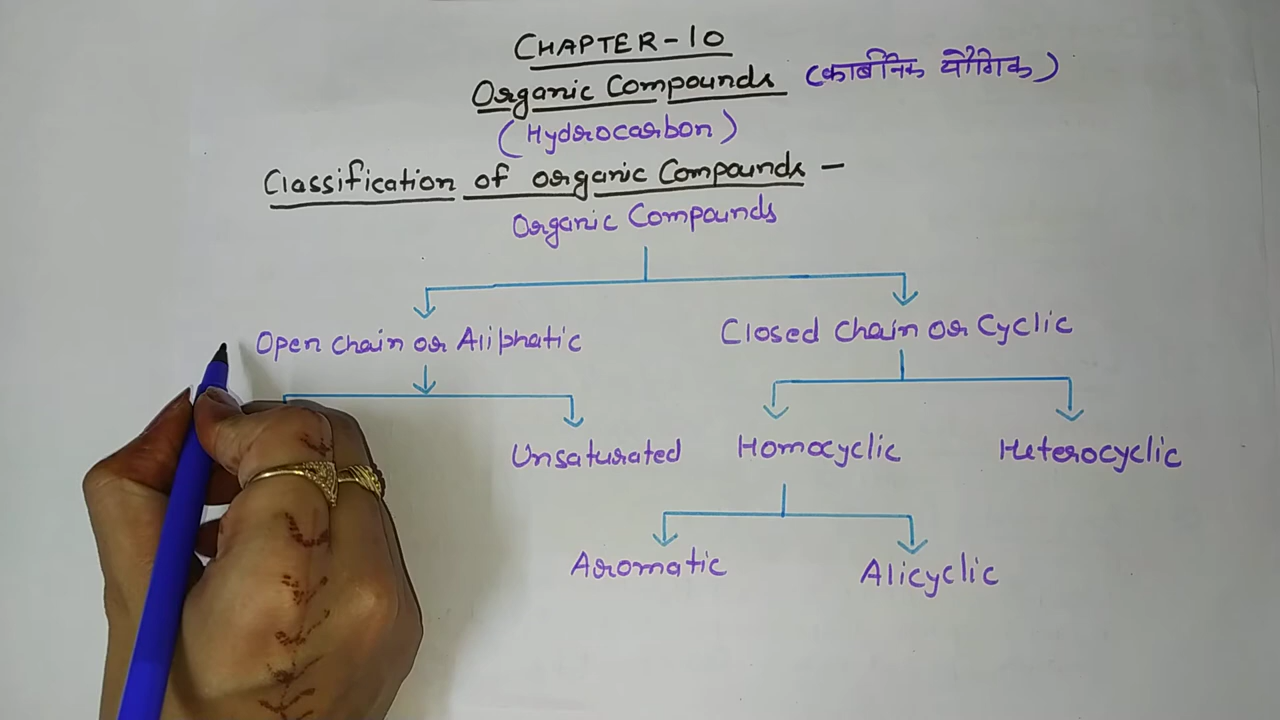 CHAPTER-10
Organic Compounds (कार्बनिक यौगिक)
(Hydrocarbon)
Classification of organic Compounds -
Organic Compounds
Open chain or Aliphatic
Closed chain or Cyclic
Unsaturated
Homocyclic
Heterocyclic
Aromatic
Alicyclic